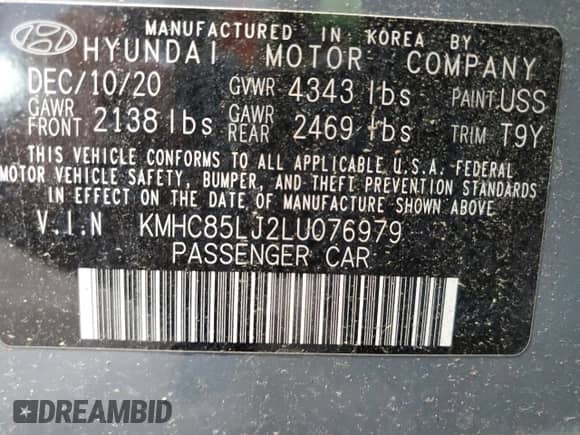 MANUFACTURED IN KOREA BY
HYUNDAI MOTOR COMPANY
DEC/10/20 GVWR 4343 lbs PAINT USS
GAWR FRONT 2138 lbs GAWR REAR 2469 lbs TRIM T9Y
THIS VEHICLE CONFORMS TO ALL APPLICABLE U.S.A. FEDERAL
MOTOR VEHICLE SAFETY, BUMPER, AND THEFT PREVENTION STANDARDS
IN EFFECT ON THE DATE OF MANUFACTURE SHOWN ABOVE.
V.I.N KMHC85LJ2LU076979
PASSENGER CAR
DREAMBID